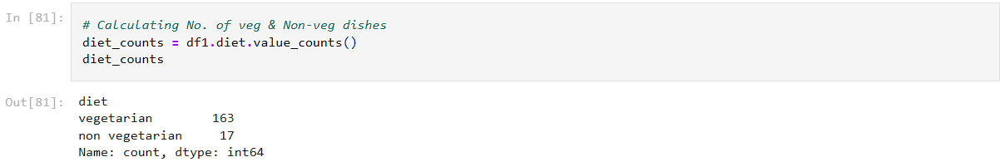 In [81]:
# Calculating No. of veg & Non-veg dishes
diet_counts = df1.diet.value_counts()
diet_counts
Out[81]:
diet
vegetarian        163
non vegetarian     17
Name: count, dtype: int64